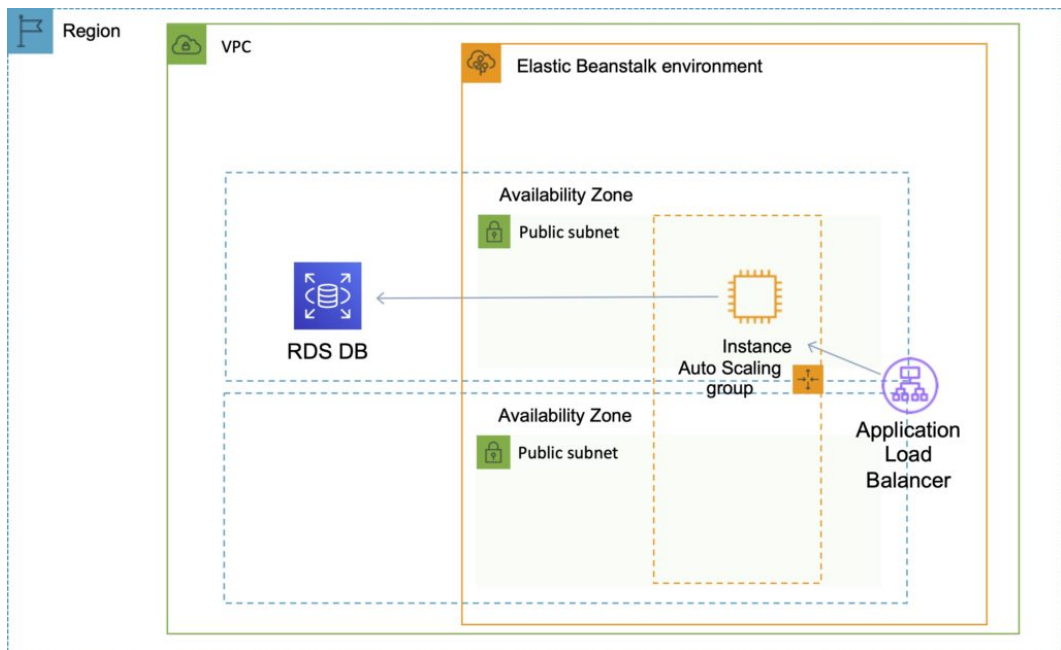 Region
VPC
Elastic Beanstalk environment
Availability Zone
Public subnet
RDS DB
Instance
Auto Scaling
group
Availability Zone
Public subnet
Application
Load
Balancer